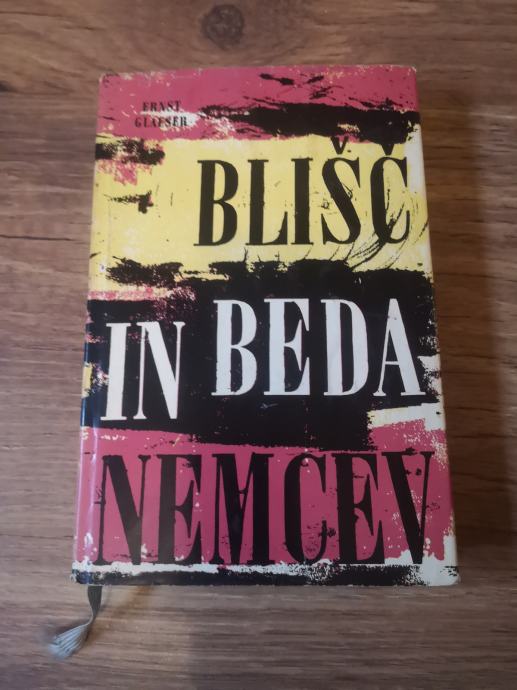 ERNST
GLAESER
BLIŠČ
IN BEDA
NEMCEV